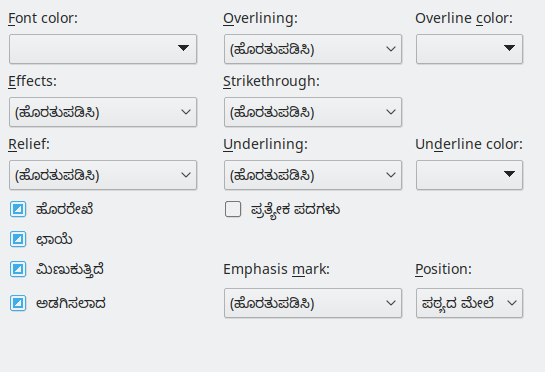 Font color: Overlining: Overline color:
(ಹೊರತುಪಡಿಸಿ)
Effects: Strikethrough:
(ಹೊರತುಪಡಿಸಿ) (ಹೊರತುಪಡಿಸಿ)
Relief: Underlining: Underline color:
(ಹೊರತುಪಡಿಸಿ) (ಹೊರತುಪಡಿಸಿ)
ಹೊರರೇಖೆ ಪ್ರತ್ಯೇಕ ಪದಗಳು
ಛಾಯೆ
ಮಿಣುಕುತ್ತಿದೆ Emphasis mark: Position:
ಅಡಗಿಸಲಾದ (ಹೊರತುಪಡಿಸಿ) ಪಠ್ಯದ ಮೇಲೆ